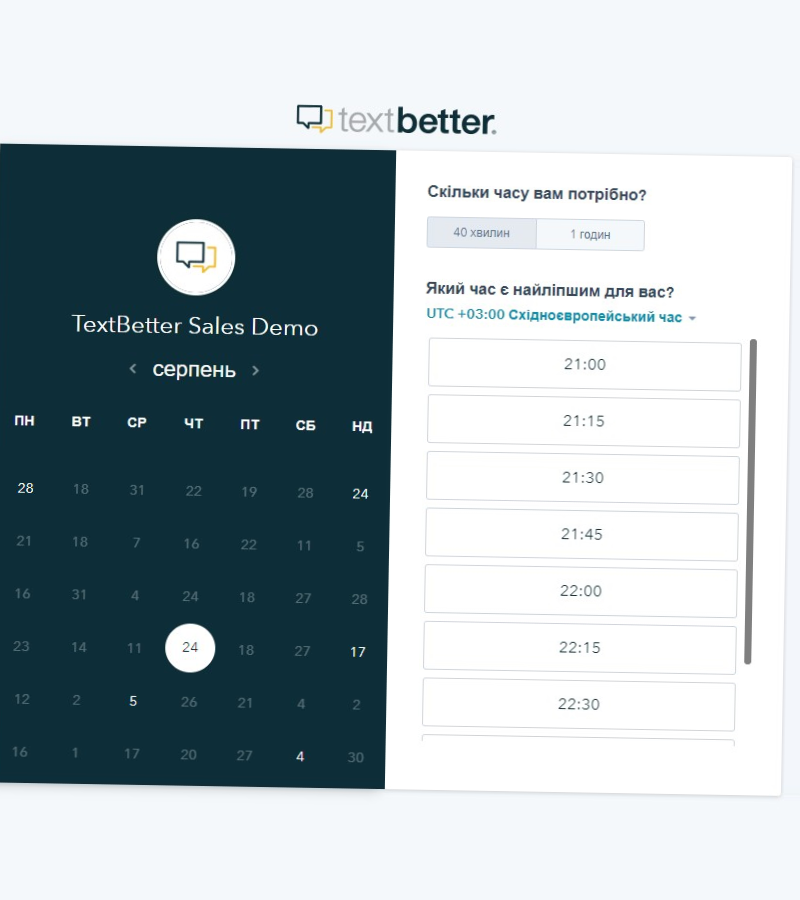 textbetter.
TextBetter Sales Demo
серпень
ПН ВТ СР ЧТ ПТ СБ НД
28 18 31 22 19 28 24
21 18 7 16 22 11 5
16 31 4 24 18 27 28
23 14 11 24 18 27 17
12 2 5 26 21 4 2
16 1 17 20 27 4 30
Скільки часу вам потрібно?
40 хвилин 1 годин
Який час є найліпшим для вас?
UTC +03:00 Східноєвропейський час
21:00
21:15
21:30
21:45
22:00
22:15
22:30